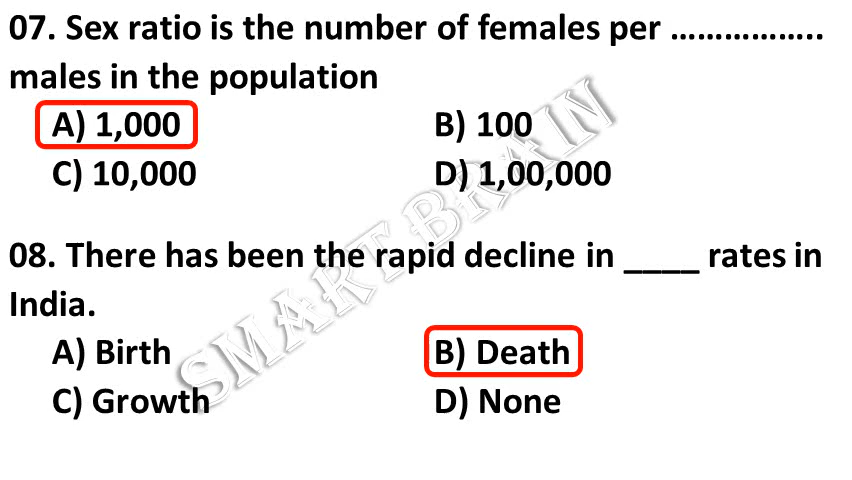 07. Sex ratio is the number of females per ……………..
males in the population
A) 1,000 B) 100
C) 10,000 D) 1,00,000
08. There has been the rapid decline in ____ rates in
India.
A) Birth B) Death
C) Growth D) None
SMART BRAIN